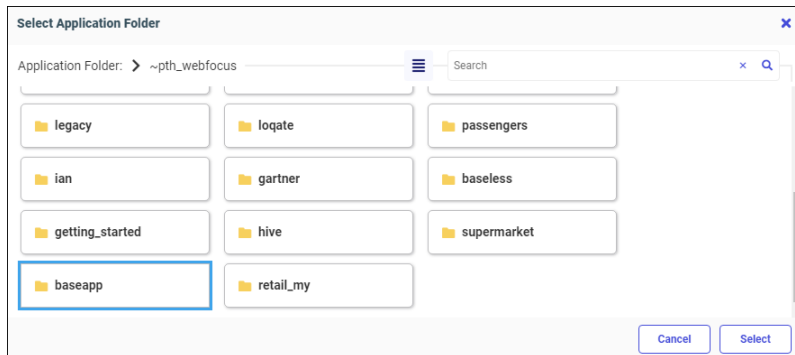 Select Application Folder ×
Application Folder: > ~pth_webfocus Search ×
legacy loqate passengers
ian gartner baseless
getting_started hive supermarket
baseapp retail_my
Cancel Select